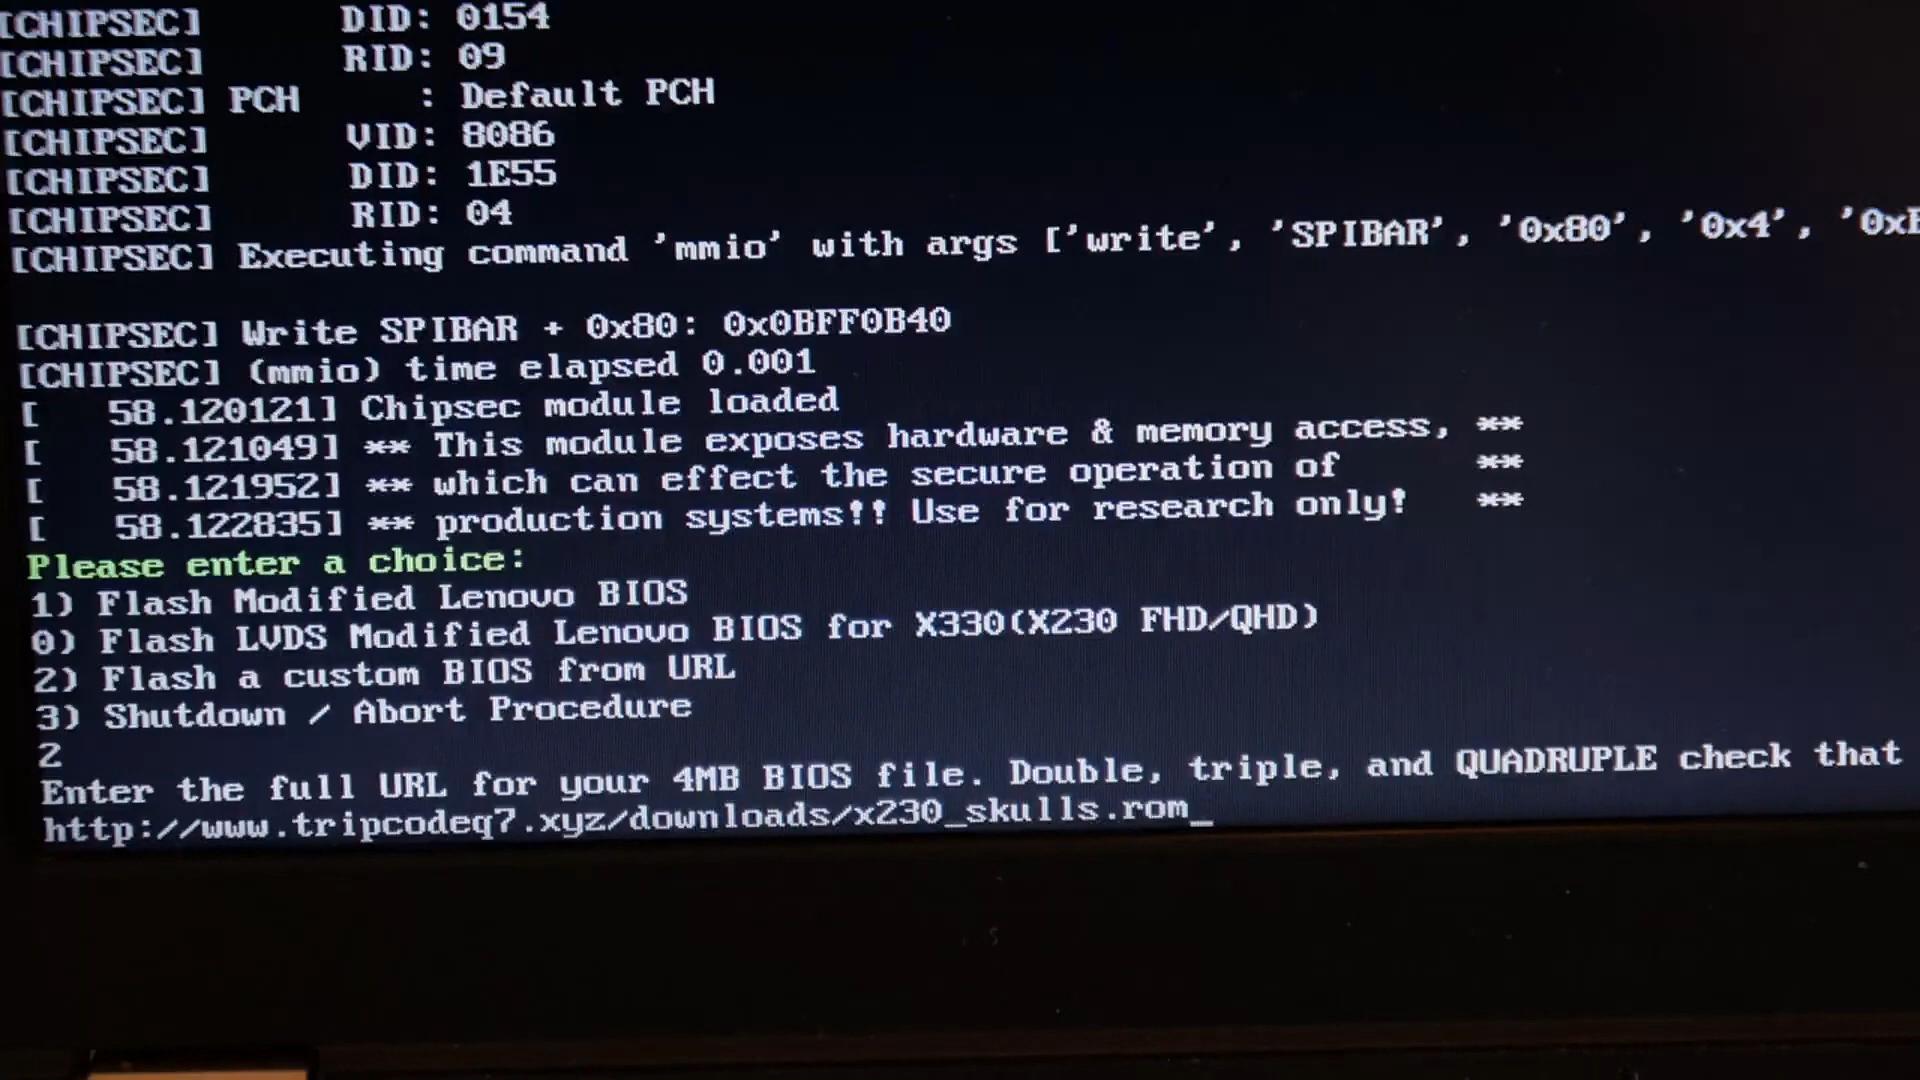 [CHIPSEC] DID: 0154
[CHIPSEC] RID: 09
[CHIPSEC] PCH : Default PCH
[CHIPSEC] VID: 8086
[CHIPSEC] DID: 1E55
[CHIPSEC] RID: 04
[CHIPSEC] Executing command 'mmio' with args ['write', 'SPIBAR', '0x80', '0x4', '0xB
[CHIPSEC] Write SPIBAR + 0x80: 0x0BFF0B40
[CHIPSEC] (mmio) time elapsed 0.001
[ 58.120121] Chipsec module loaded
[ 58.121049] ** This module exposes hardware & memory access, **
[ 58.121952] ** which can effect the secure operation of **
[ 58.122835] ** production systems!! Use for research only! **
Please enter a choice:
1) Flash Modified Lenovo BIOS
0) Flash LVDS Modified Lenovo BIOS for X330(X230 FHD/QHD)
2) Flash a custom BIOS from URL
3) Shutdown / Abort Procedure
2
Enter the full URL for your 4MB BIOS file. Double, triple, and QUADRUPLE check that
http://www.tripcodeq7.xyz/downloads/x230_skulls.rom_